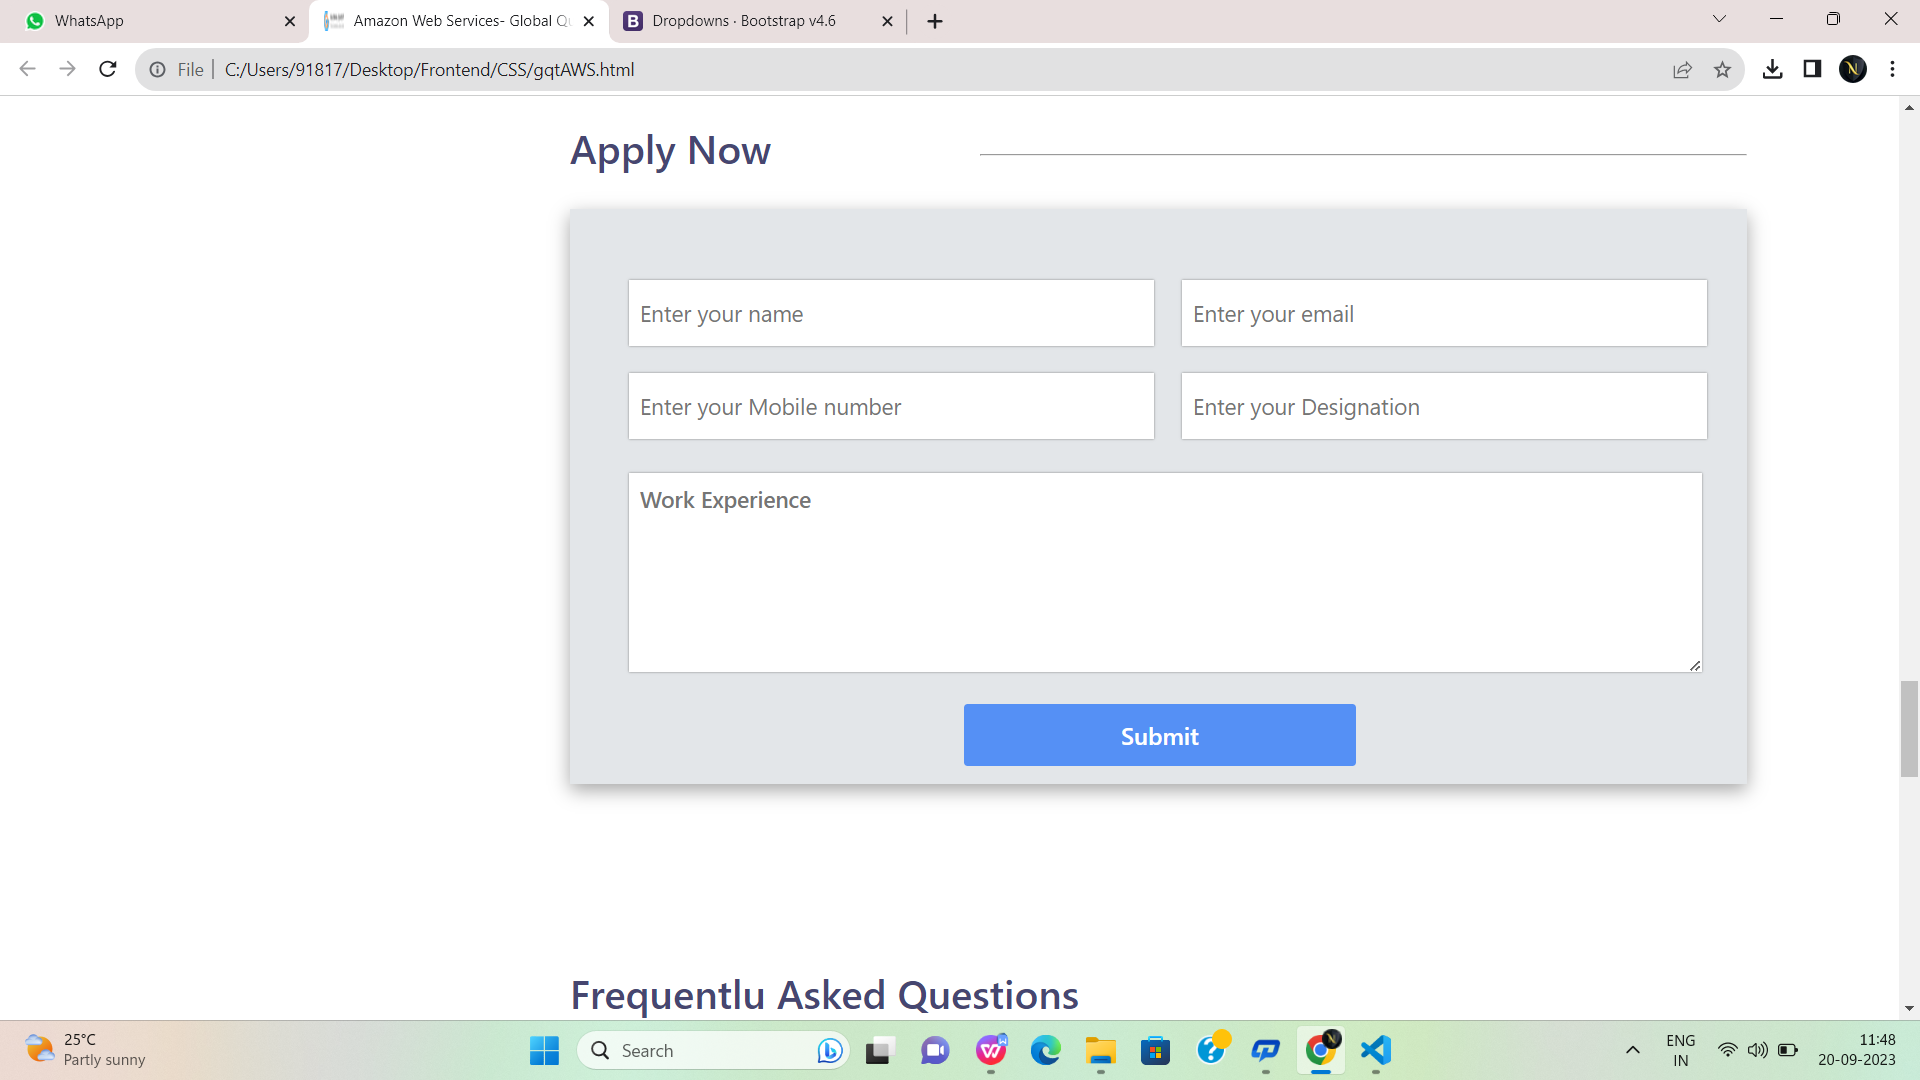 WhatsApp
Amazon Web Services- Global Qu
Dropdowns · Bootstrap v4.6
File
C:/Users/91817/Desktop/Frontend/CSS/gqtAWS.html
Apply Now
Enter your name
Enter your email
Enter your Mobile number
Enter your Designation
Work Experience
Submit
Frequentlu Asked Questions
25°C
Partly sunny
Search
ENG
IN
11:48
20-09-2023